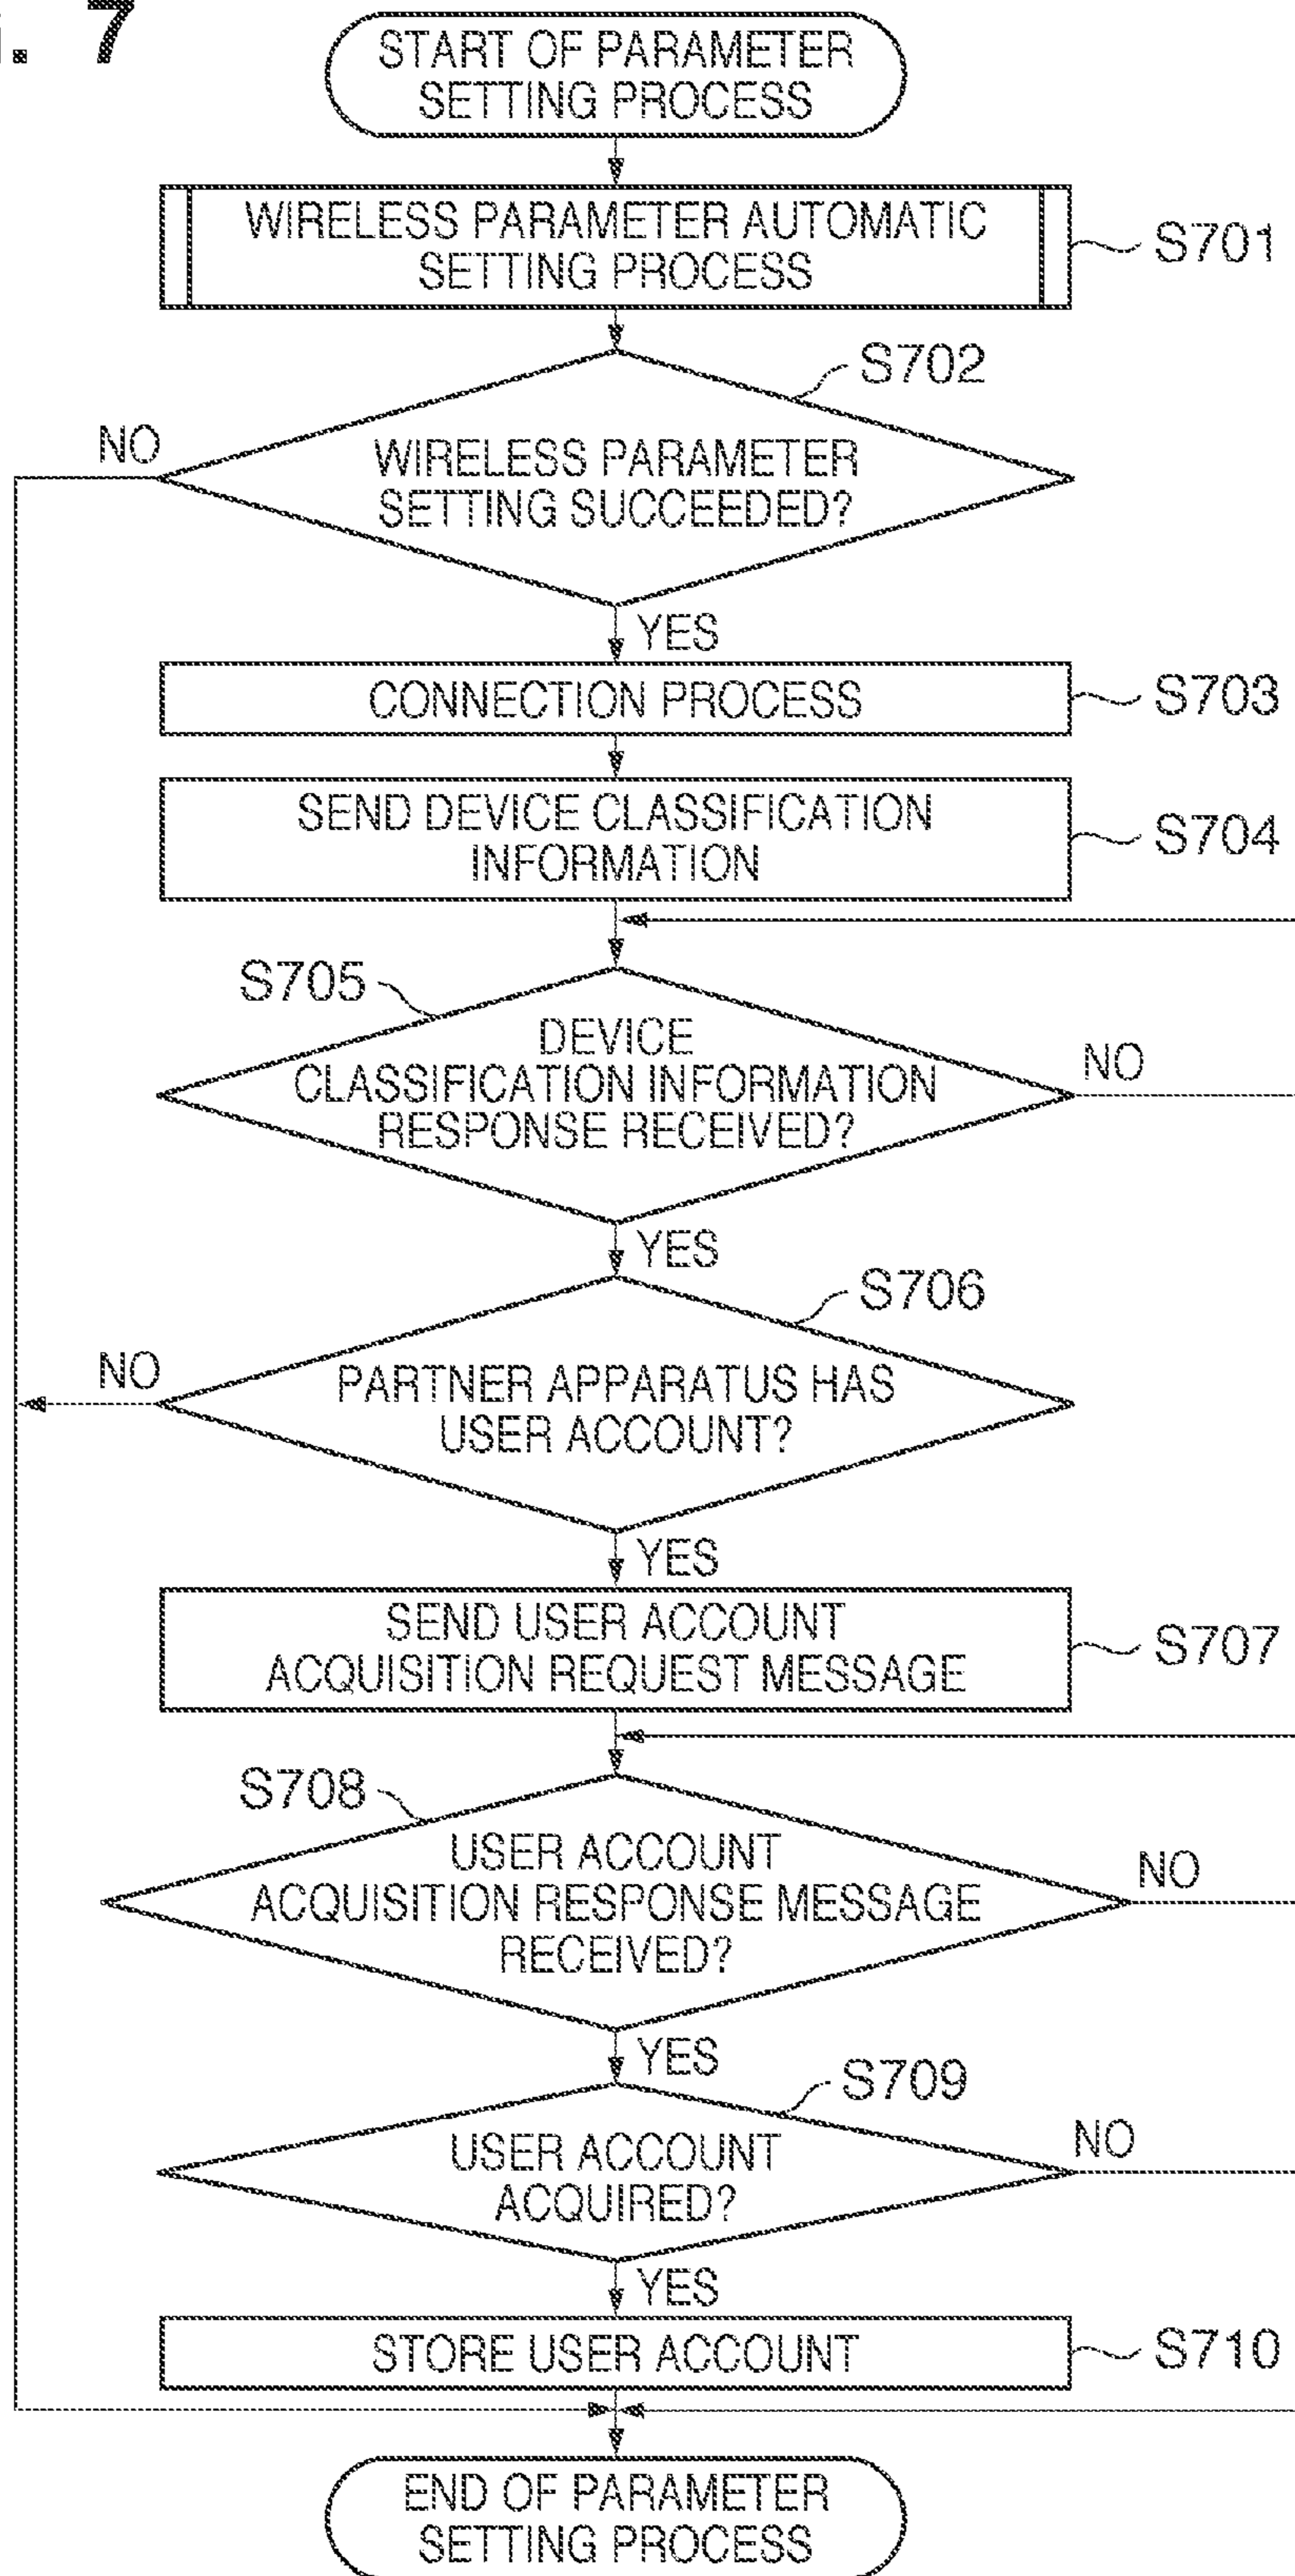 . 7
START OF PARAMETER
SETTING PROCESS
WIRELESS PARAMETER AUTOMATIC
SETTING PROCESS
S701
S702
NO
WIRELESS PARAMETER
SETTING SUCCEEDED?
YES
CONNECTION PROCESS
S703
SEND DEVICE CLASSIFICATION
INFORMATION
S704
S705
DEVICE
CLASSIFICATION INFORMATION
RESPONSE RECEIVED?
NO
YES
S706
NO
PARTNER APPARATUS HAS
USER ACCOUNT?
YES
SEND USER ACCOUNT
ACQUISITION REQUEST MESSAGE
S707
S708
USER ACCOUNT
ACQUISITION RESPONSE MESSAGE
RECEIVED?
NO
YES
S709
USER ACCOUNT
ACQUIRED?
NO
YES
STORE USER ACCOUNT
S710
END OF PARAMETER
SETTING PROCESS